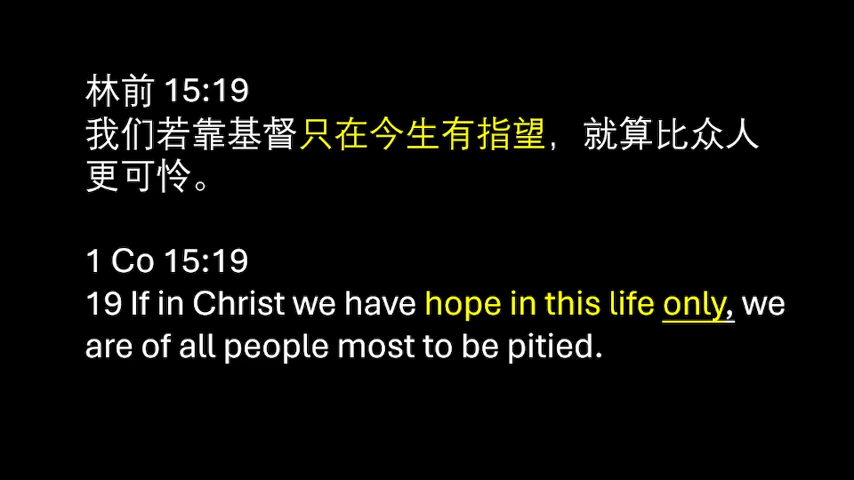 林前 15:19
我们若靠基督只在今生有指望，就算比众人
更可怜。
1 Co 15:19
19 If in Christ we have hope in this life only, we
are of all people most to be pitied.